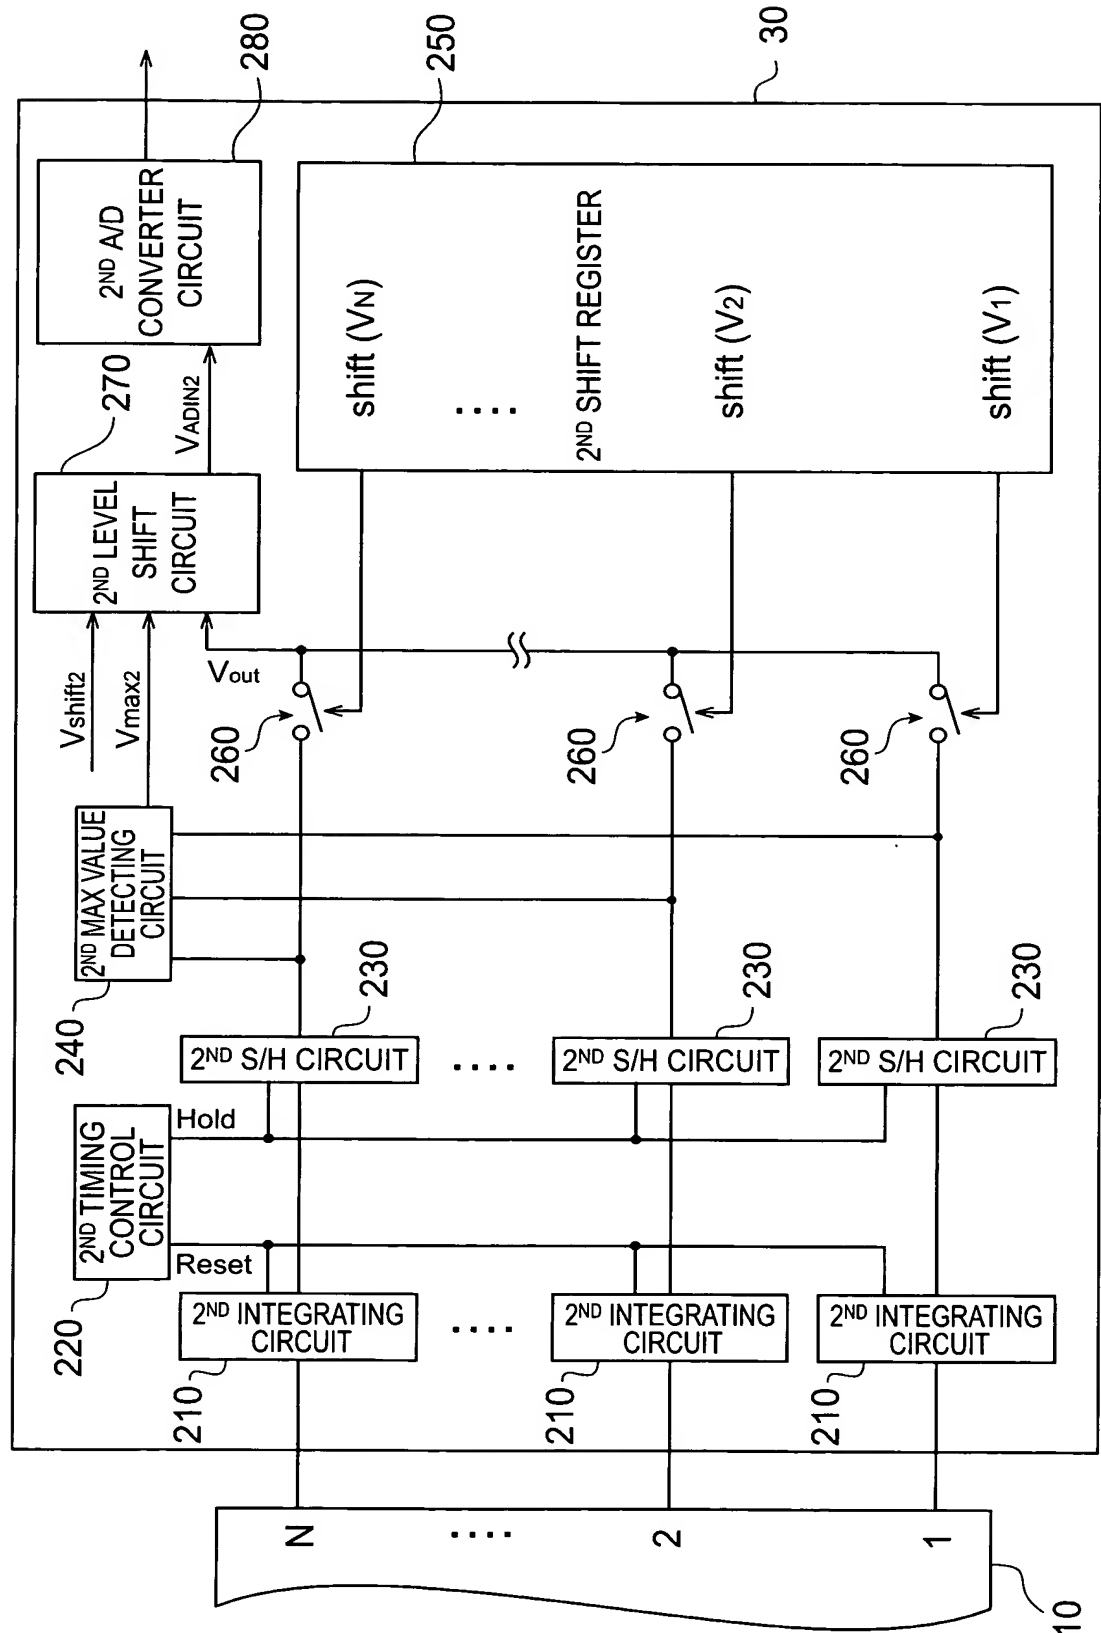 280
250
30
2ND A/D
CONVERTER
CIRCUIT
270
VADIN2
2ND LEVEL
SHIFT
CIRCUIT
Vshift2
Vmax2
Vout
2ND SHIFT REGISTER
shift (VN)
....
shift (V2)
shift (V1)
260
260
260
2ND MAX VALUE
DETECTING
CIRCUIT
240
230
230
230
2ND S/H CIRCUIT
....
2ND S/H CIRCUIT
2ND S/H CIRCUIT
2ND TIMING
CONTROL
CIRCUIT
Hold
Reset
220
2ND INTEGRATING
CIRCUIT
....
2ND INTEGRATING
CIRCUIT
2ND INTEGRATING
CIRCUIT
210
210
210
N
....
2
1
10